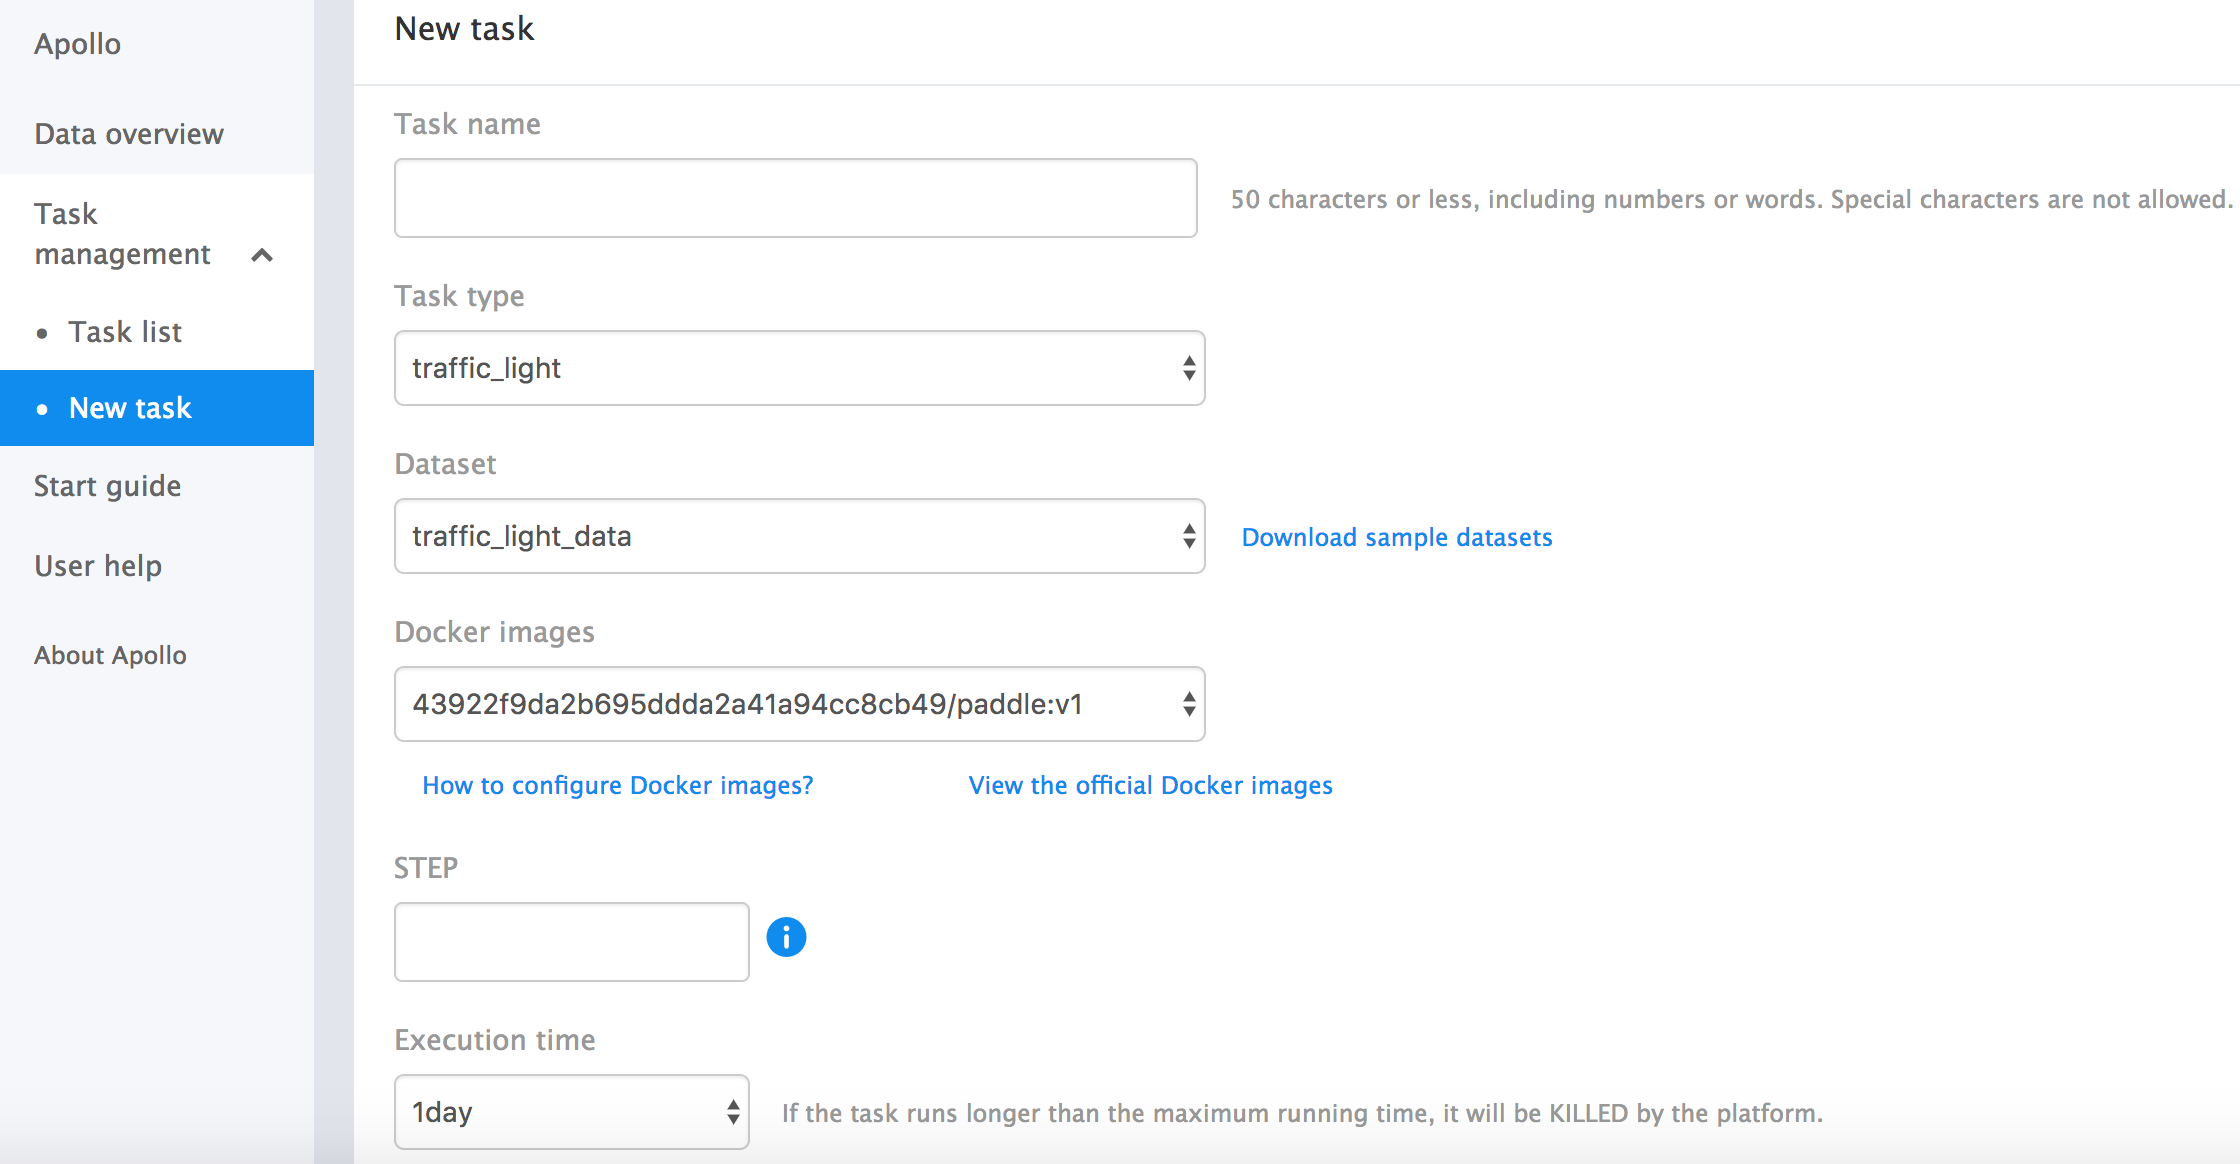 Apollo
Data overview
Task
management
Task list
New task
Start guide
User help
About Apollo
New task
Task name
50 characters or less, including numbers or words. Special characters are not allowed.
Task type
traffic_light
Dataset
traffic_light_data
Download sample datasets
Docker images
43922f9da2b695ddda2a41a94cc8cb49/paddle:v1
How to configure Docker images?
View the official Docker images
STEP
Execution time
1day
If the task runs longer than the maximum running time, it will be KILLED by the platform.